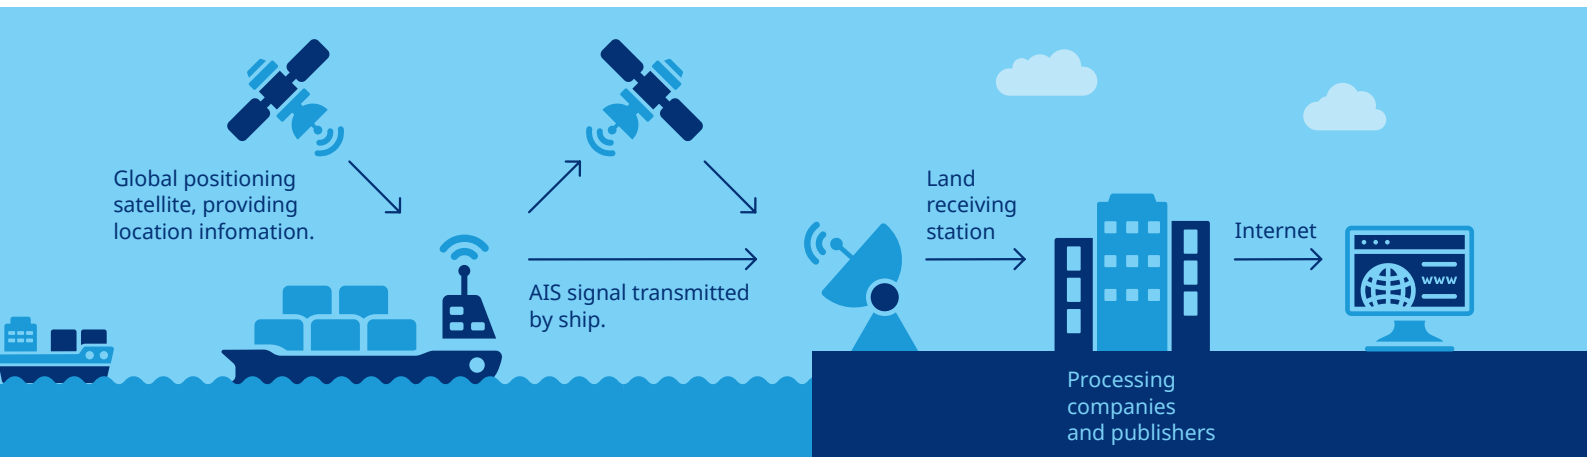 Global positioning
satellite, providing
location infomation.
AIS signal transmitted
by ship.
Land
receiving
station
Processing
companies
and publishers
Internet
www